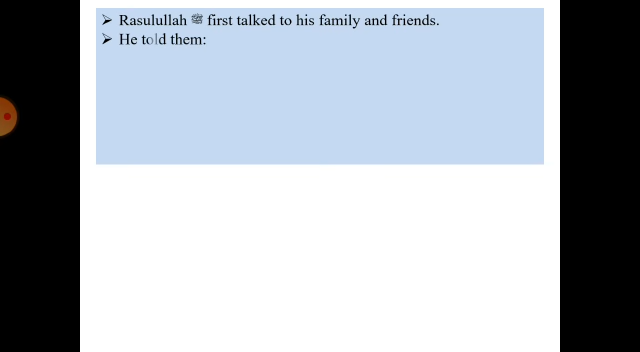 ➢ Rasulullah ﷺ first talked to his family and friends.
➢ He told them: